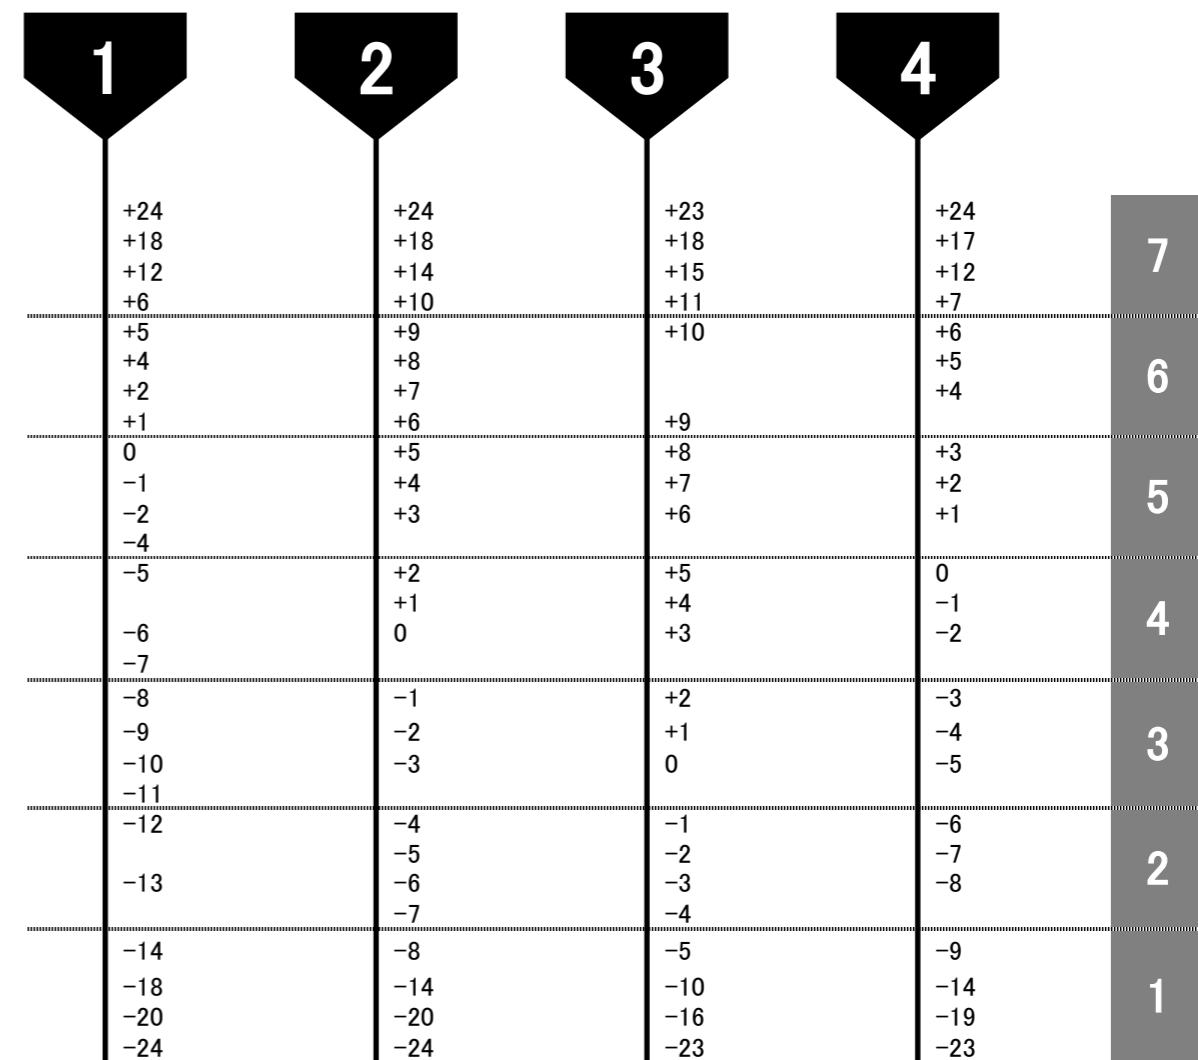 1 2 3 4
+24 +24 +23 +24
+18 +18 +18 +17
+12 +14 +15 +12
7
+6 +10 +11 +7
+5 +9 +10 +6
+4 +8 +5
6
+2 +7 +4
+1 +6 +9
0 +5 +8 +3
−1 +4 +7 +2
5
−2 +3 +6 +1
−4
−5 +2 +5 0
+1 +4 −1
4
−6 0 +3 −2
−7
−8 −1 +2 −3
−9 −2 +1 −4
3
−10 −3 0 −5
−11
−12 −4 −1 −6
−5 −2 −7
2
−13 −6 −3 −8
−7 −4
−14 −8 −5 −9
−18 −14 −10 −14
1
−20 −20 −16 −19
−24 −24 −23 −23